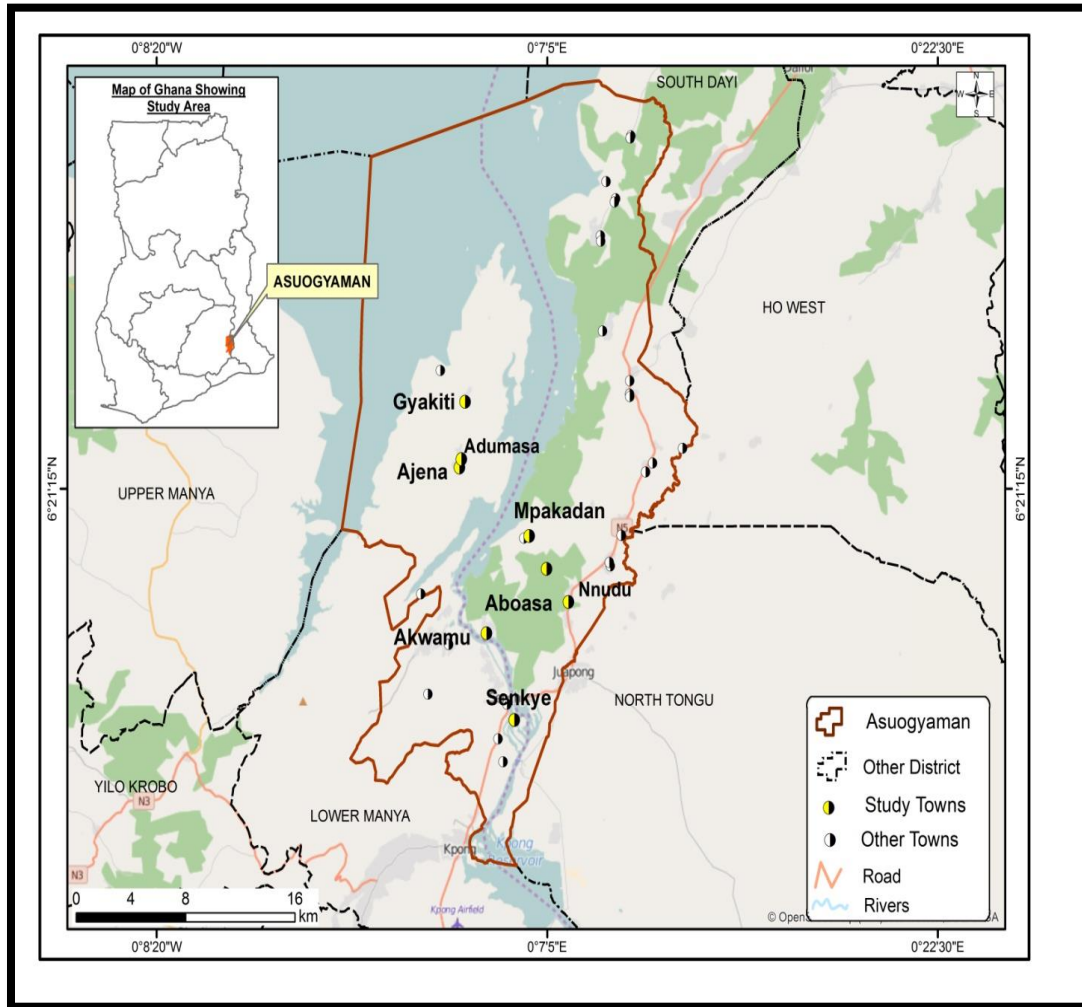 0°8'20"W
0°7'5"E
0°22'30"E
Map of Ghana Showing
Study Area
ASUOGYAMAN
SOUTH DAYI
N
W
E
S
HO WEST
Gyakiti
Adumasa
Ajena
6°21'15"N
6°21'15"N
UPPER MANYA
Mpakadan
N5
Nnudu
Aboasa
Akwamu
Juapong
Senkye
NORTH TONGU
YILO KROBO
N3
LOWER MANYA
Kpong
Kpong
Reservoir
N3
Kpong Airfield
0 4 8 16
km
Asuogyaman
Other District
Study Towns
Other Towns
Road
Rivers
0°8'20"W
0°7'5"E
0°22'30"E